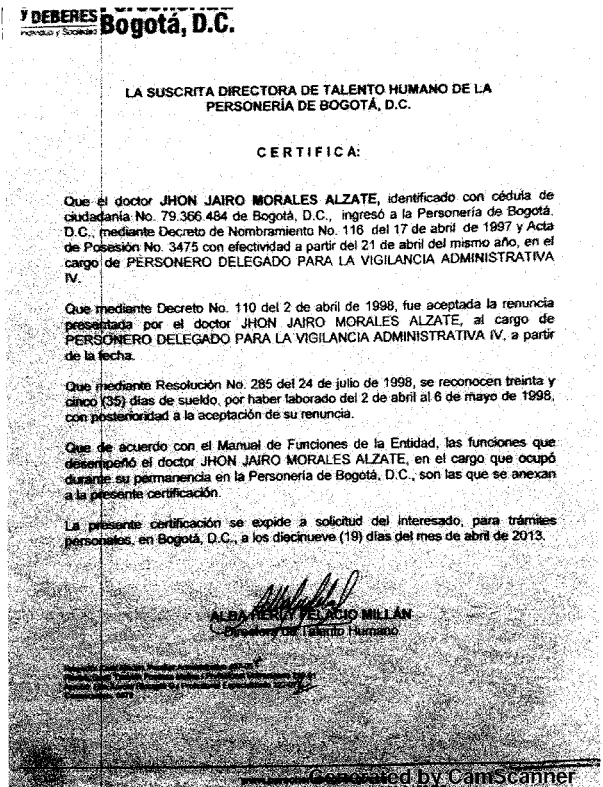 Y DEBERES
Individuo y Sociedad
Bogotá, D.C.
LA SUSCRITA DIRECTORA DE TALENTO HUMANO DE LA
PERSONERÍA DE BOGOTÁ, D.C.
CERTIFICA:
Que el doctor JHON JAIRO MORALES ALZATE, identificado con cédula de
ciudadanía No. 79.366.484 de Bogotá, D.C., ingresó a la Personería de Bogotá,
D.C., mediante Decreto de Nombramiento No. 116 del 17 de abril de 1997 y Acta
de Posesión No. 3475 con efectividad a partir del 21 de abril del mismo año, en el
cargo de PERSONERO DELEGADO PARA LA VIGILANCIA ADMINISTRATIVA
IV.
Que mediante Decreto No. 110 del 2 de abril de 1998, fue aceptada la renuncia
presentada por el doctor JHON JAIRO MORALES ALZATE, al cargo de
PERSONERO DELEGADO PARA LA VIGILANCIA ADMINISTRATIVA IV, a partir
de la fecha.
Que mediante Resolución No. 285 del 24 de julio de 1998, se reconocen treinta y
cinco (35) días de sueldo, por haber laborado del 2 de abril al 6 de mayo de 1998,
con posterioridad a la aceptación de su renuncia.
Que de acuerdo con el Manual de Funciones de la Entidad, las funciones que
desempeñó el doctor JHON JAIRO MORALES ALZATE, en el cargo que ocupó
durante su permanencia en la Personería de Bogotá, D.C., son las que se anexan
a la presente certificación.
La presente certificación se expide a solicitud del interesado, para trámites
personales, en Bogotá, D.C., a los diecinueve (19) días del mes de abril de 2013.
ALBA PALACIO MILLÁN
Directora de Talento Humano
Generated by CamScanner